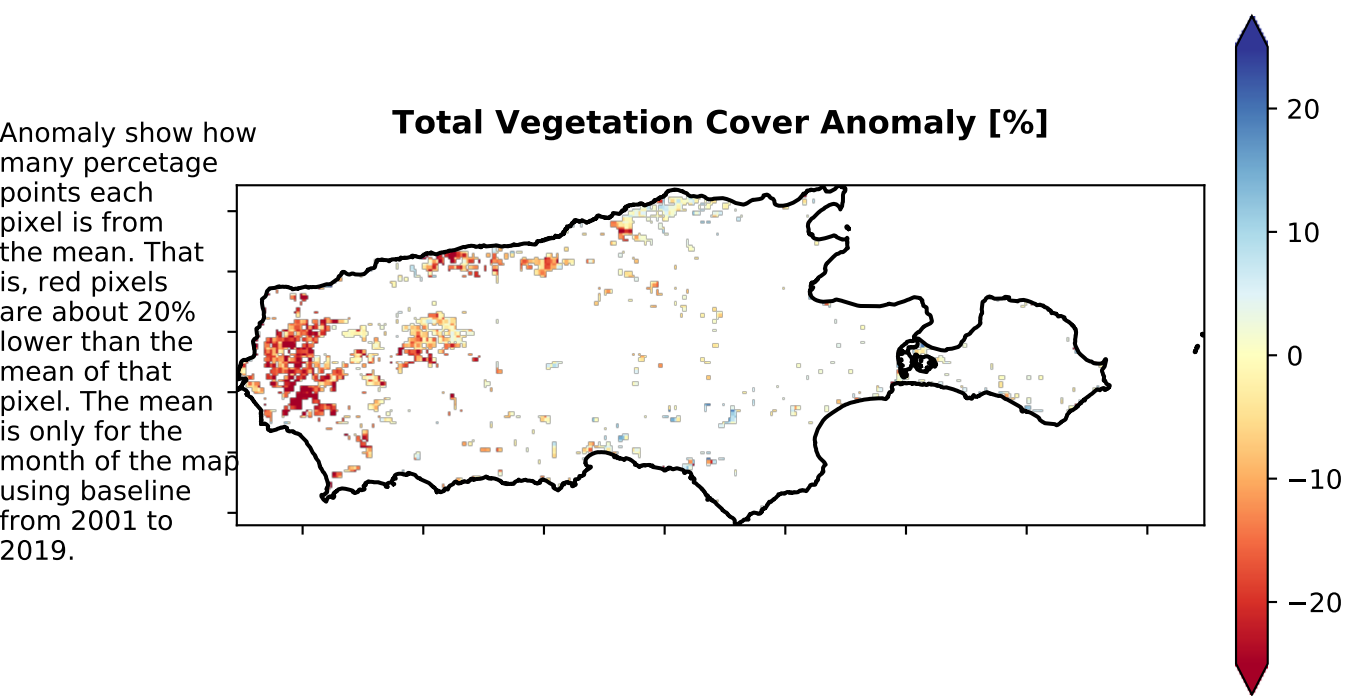 Total Vegetation Cover Anomaly [%]
Anomaly show how
many percetage
points each
pixel is from
the mean. That
is, red pixels
are about 20%
lower than the
mean of that
pixel. The mean
is only for the
month of the map
using baseline
from 2001 to
2019.
20
10
0
−10
−20